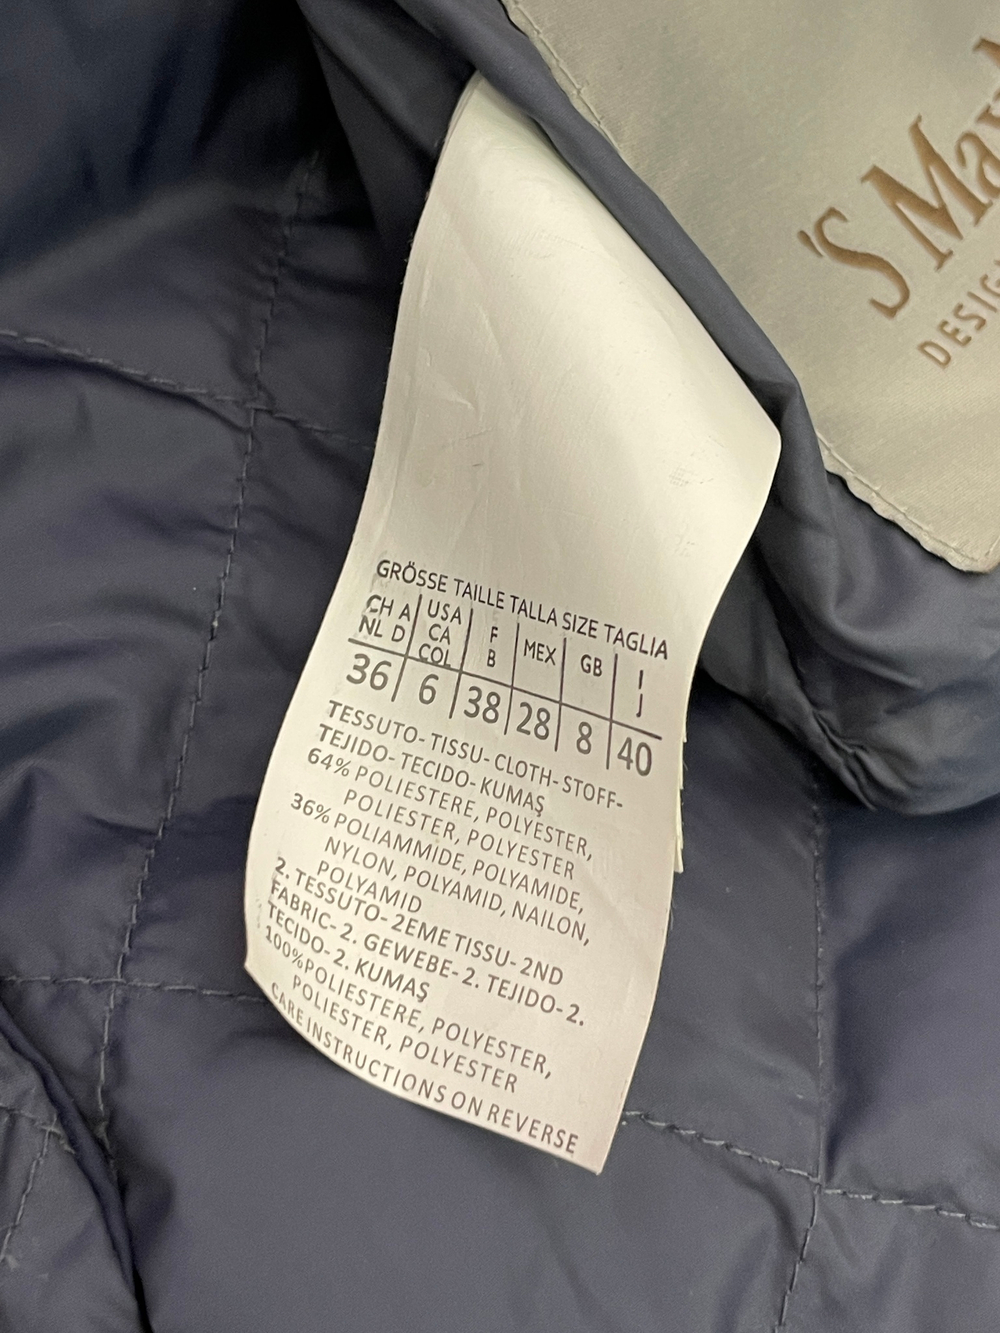 'S Max
DESIGN
GRÖSSE TAILLE TALLA SIZE TAGLIA
CH A NL D | USA CA COL | F B | MEX | GB | I J
36 | 6 | 38 | 28 | 8 | 40
TESSUTO- TISSU- CLOTH- STOFF-
TEJIDO- TECIDO- KUMAŞ
64% POLIESTERE, POLYESTER,
POLIESTER, POLYESTER
36% POLIAMMIDE, POLYAMIDE,
NYLON, POLYAMID, NAILON,
POLYAMID
2. TESSUTO- 2EME TISSU- 2ND
FABRIC- 2. GEWEBE- 2. TEJIDO- 2.
TECIDO- 2. KUMAŞ
100%POLIESTERE, POLYESTER,
POLIESTER, POLYESTER
CARE INSTRUCTIONS ON REVERSE